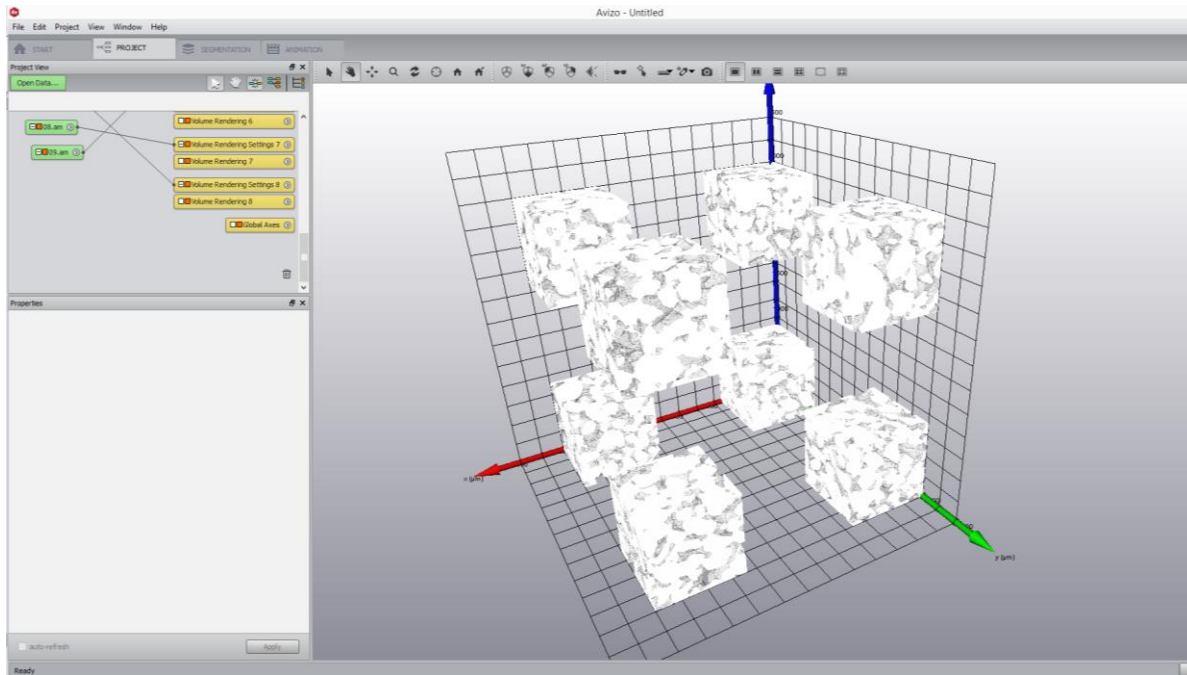 Avizo - Untitled
File Edit Project View Window Help
START PROJECT SEGMENTATION ANIMATION
Project View
Open Data...
Volume Rendering 6
08.am
Volume Rendering Settings 7
09.am
Volume Rendering 7
Volume Rendering Settings 8
Volume Rendering 8
Global Axes
Properties
x (µm)
y (µm)
auto-refresh
Apply
Ready